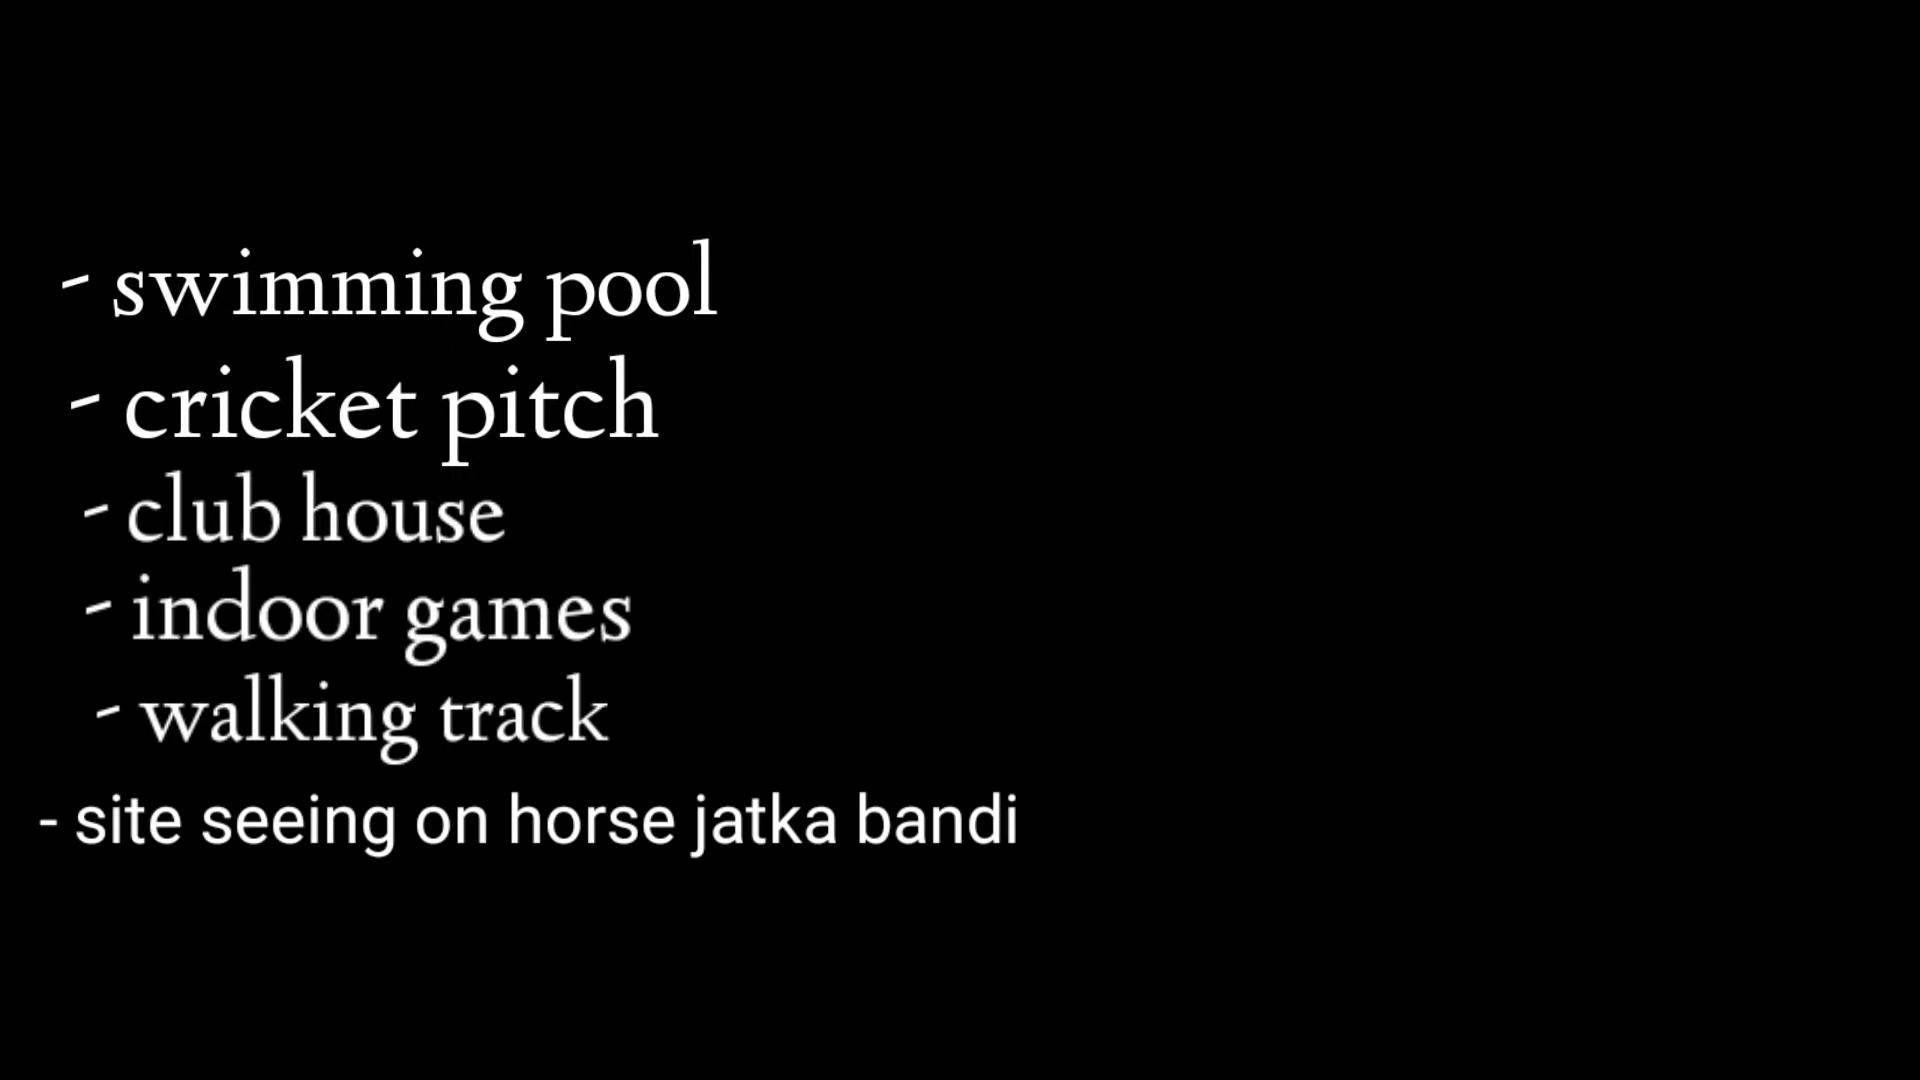 - swimming pool
- cricket pitch
- club house
- indoor games
- walking track
- site seeing on horse jatka bandi